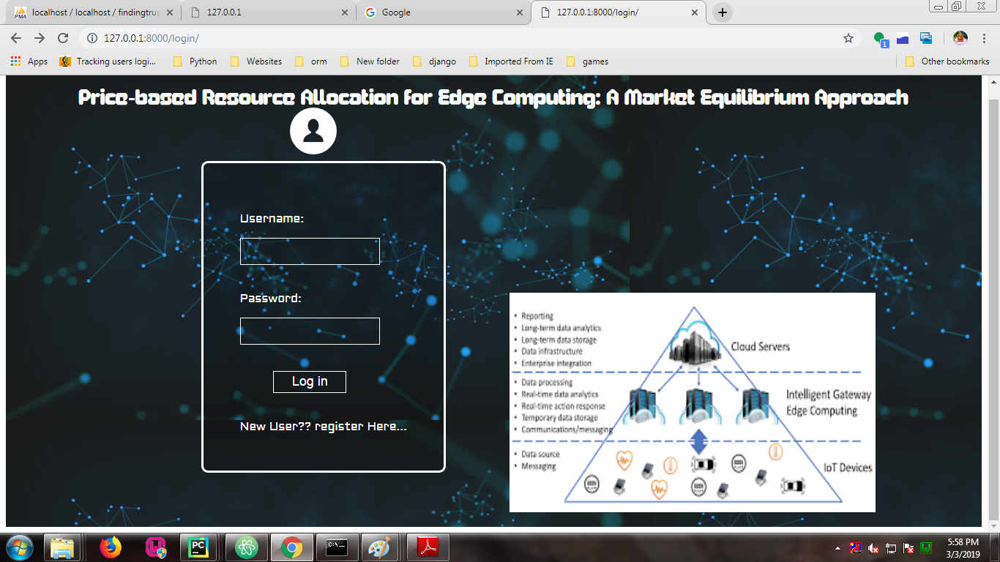 localhost / localhost / findingtrus
127.0.0.1
Google
127.0.0.1:8000/login/
127.0.0.1:8000/login/
1
Apps
Tracking users logi...
Python
Websites
orm
New folder
django
Imported From IE
games
Other bookmarks
Price-based Resource Allocation for Edge Computing: A Market Equilibrium Approach
Username:
Password:
Log in
New User?? register Here...
• Reporting
• Long-term data analytics
• Long-term data storage
• Data infrastructure
• Enterprise integration
Cloud Servers
• Data processing
• Real-time data analytics
• Real-time action response
• Temporary data storage
• Communications/messaging
Intelligent Gateway
Edge Computing
• Data source
• Messaging
IoT Devices
PC
C:\_
5:58 PM
3/3/2019